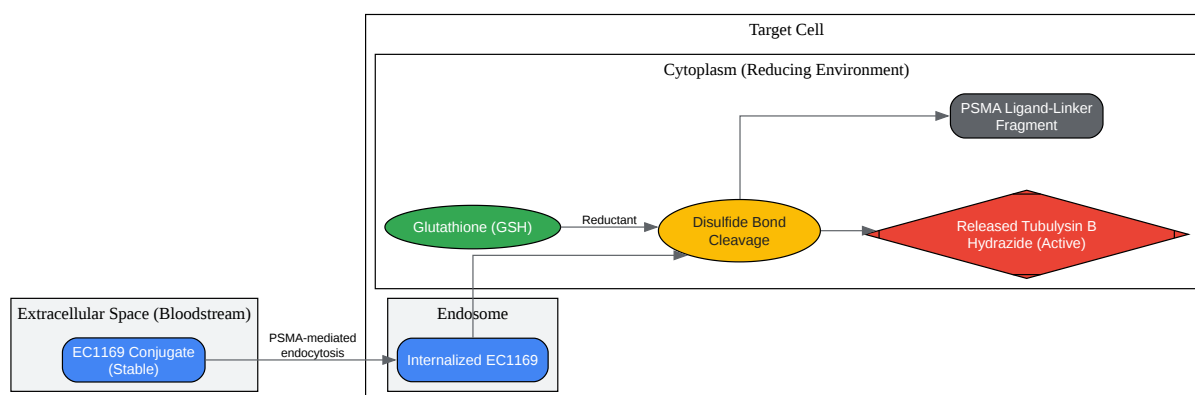 Target Cell
Cytoplasm (Reducing Environment)
PSMA Ligand-Linker
Fragment
Glutathione (GSH)
Reductant
Disulfide Bond
Cleavage
Released Tubulysin B
Hydrazide (Active)
Extracellular Space (Bloodstream)
EC1169 Conjugate
(Stable)
PSMA-mediated
endocytosis
Endosome
Internalized EC1169